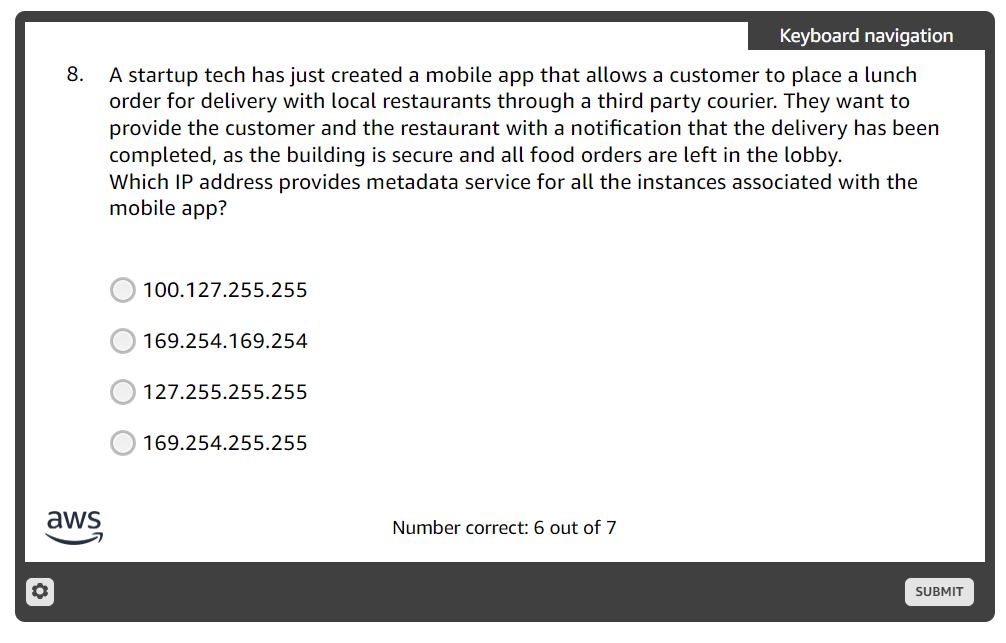 Keyboard navigation
8. A startup tech has just created a mobile app that allows a customer to place a lunch
order for delivery with local restaurants through a third party courier. They want to
provide the customer and the restaurant with a notification that the delivery has been
completed, as the building is secure and all food orders are left in the lobby.
Which IP address provides metadata service for all the instances associated with the
mobile app?
100.127.255.255
169.254.169.254
127.255.255.255
169.254.255.255
aws
Number correct: 6 out of 7
SUBMIT